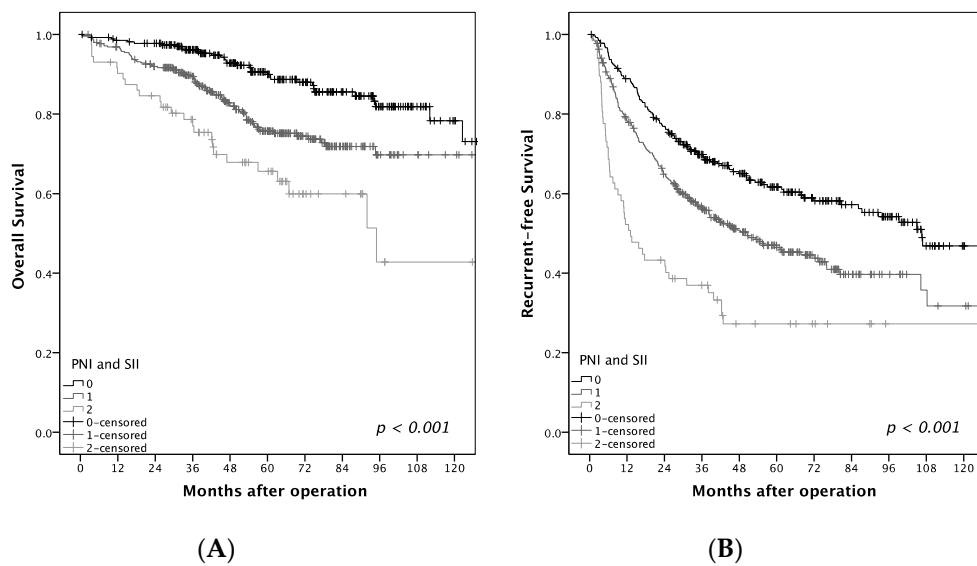 1.0
0.8
0.6
0.4
0.2
0.0
Overall Survival
PNI and SII
0
1
2
0-censored
1-censored
2-censored
p < 0.001
0 12 24 36 48 60 72 84 96 108 120
Months after operation
(A)
1.0
0.8
0.6
0.4
0.2
0.0
Recurrent-free Survival
PNI and SII
0
1
2
0-censored
1-censored
2-censored
p < 0.001
0 12 24 36 48 60 72 84 96 108 120
Months after operation
(B)